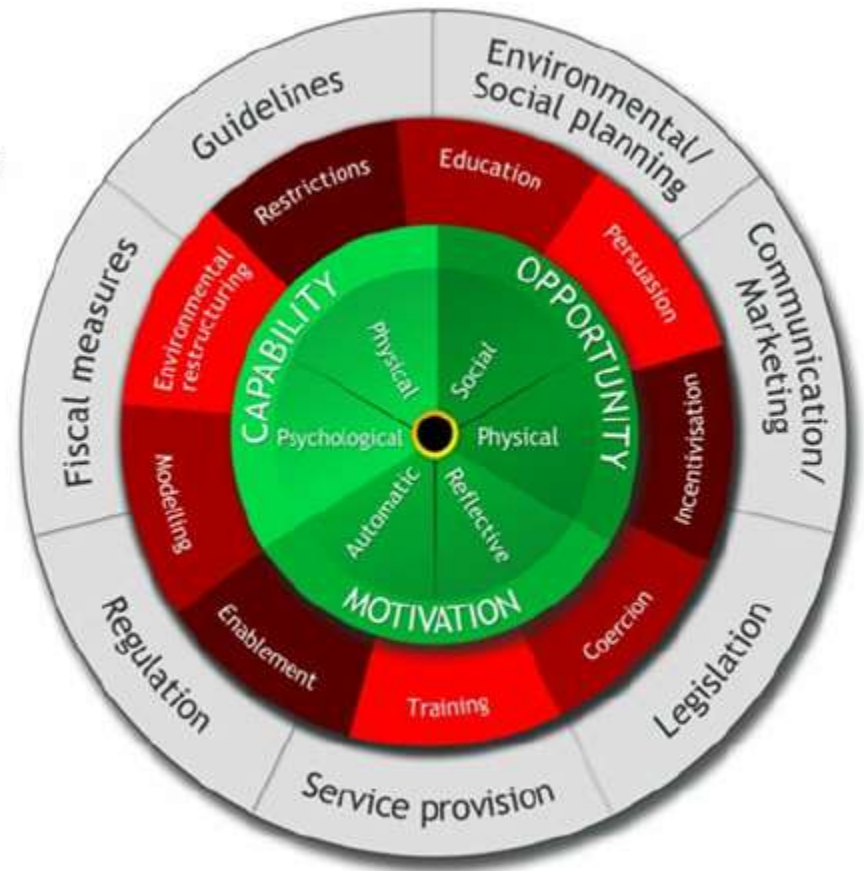 Guidelines
Environmental/
Social planning
Communication/
Marketing
Legislation
Service provision
Regulation
Fiscal measures
Restrictions
Education
Persuasion
Incentivisation
Coercion
Training
Enablement
Modelling
Environmental
restructuring
CAPABILITY
OPPORTUNITY
MOTIVATION
Physical
Social
Physical
Reflective
Automatic
Psychological